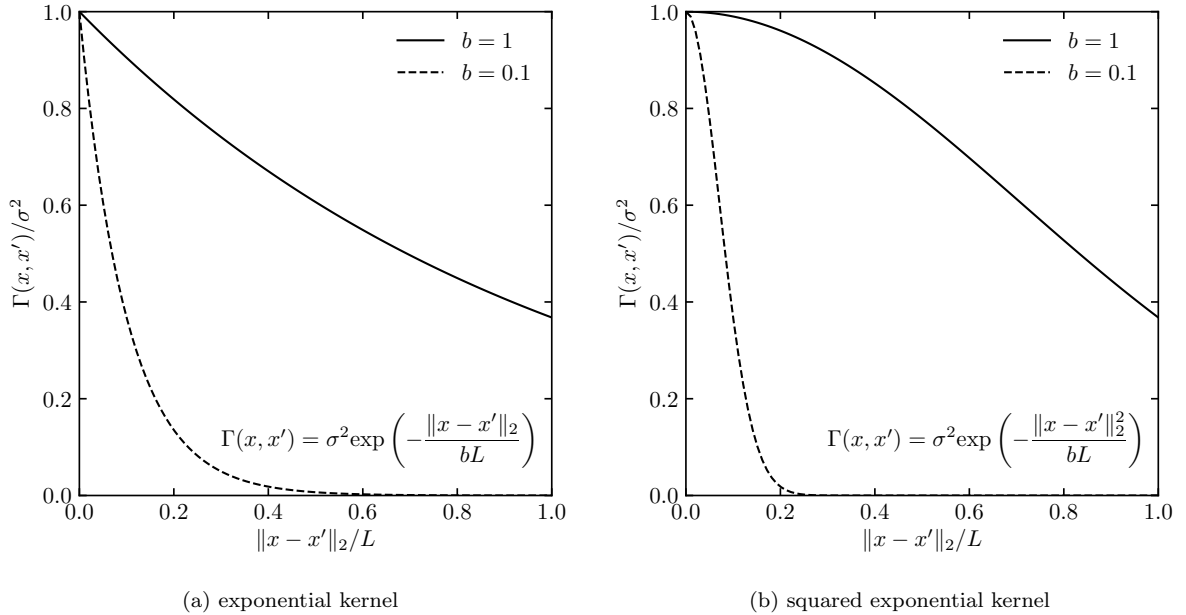 1.0
0.8
0.6
0.4
0.2
0.0
Γ(x, x′)/σ²
b = 1
b = 0.1
Γ(x, x′) = σ²exp(−‖x − x′‖₂/bL)
0.0 0.2 0.4 0.6 0.8 1.0
‖x − x′‖₂/L
(a) exponential kernel
1.0
0.8
0.6
0.4
0.2
0.0
Γ(x, x′)/σ²
b = 1
b = 0.1
Γ(x, x′) = σ²exp(−‖x − x′‖₂²/bL)
0.0 0.2 0.4 0.6 0.8 1.0
‖x − x′‖₂/L
(b) squared exponential kernel